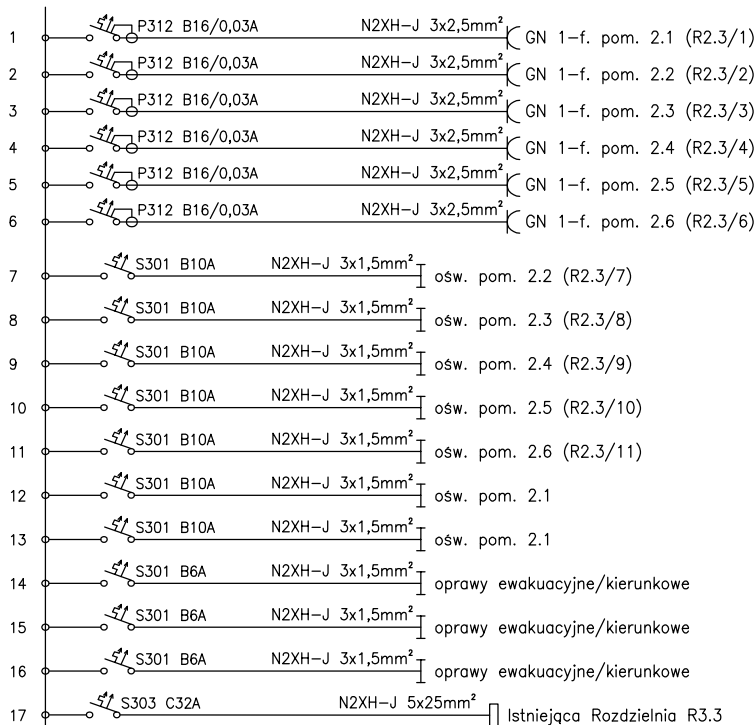 1 P312 B16/0,03A N2XH-J 3x2,5mm² GN 1-f. pom. 2.1 (R2.3/1)
2 P312 B16/0,03A N2XH-J 3x2,5mm² GN 1-f. pom. 2.2 (R2.3/2)
3 P312 B16/0,03A N2XH-J 3x2,5mm² GN 1-f. pom. 2.3 (R2.3/3)
4 P312 B16/0,03A N2XH-J 3x2,5mm² GN 1-f. pom. 2.4 (R2.3/4)
5 P312 B16/0,03A N2XH-J 3x2,5mm² GN 1-f. pom. 2.5 (R2.3/5)
6 P312 B16/0,03A N2XH-J 3x2,5mm² GN 1-f. pom. 2.6 (R2.3/6)
7 S301 B10A N2XH-J 3x1,5mm² ośw. pom. 2.2 (R2.3/7)
8 S301 B10A N2XH-J 3x1,5mm² ośw. pom. 2.3 (R2.3/8)
9 S301 B10A N2XH-J 3x1,5mm² ośw. pom. 2.4 (R2.3/9)
10 S301 B10A N2XH-J 3x1,5mm² ośw. pom. 2.5 (R2.3/10)
11 S301 B10A N2XH-J 3x1,5mm² ośw. pom. 2.6 (R2.3/11)
12 S301 B10A N2XH-J 3x1,5mm² ośw. pom. 2.1
13 S301 B10A N2XH-J 3x1,5mm² ośw. pom. 2.1
14 S301 B6A N2XH-J 3x1,5mm² oprawy ewakuacyjne/kierunkowe
15 S301 B6A N2XH-J 3x1,5mm² oprawy ewakuacyjne/kierunkowe
16 S301 B6A N2XH-J 3x1,5mm² oprawy ewakuacyjne/kierunkowe
17 S303 C32A N2XH-J 5x25mm² Istniejąca Rozdzielnia R3.3